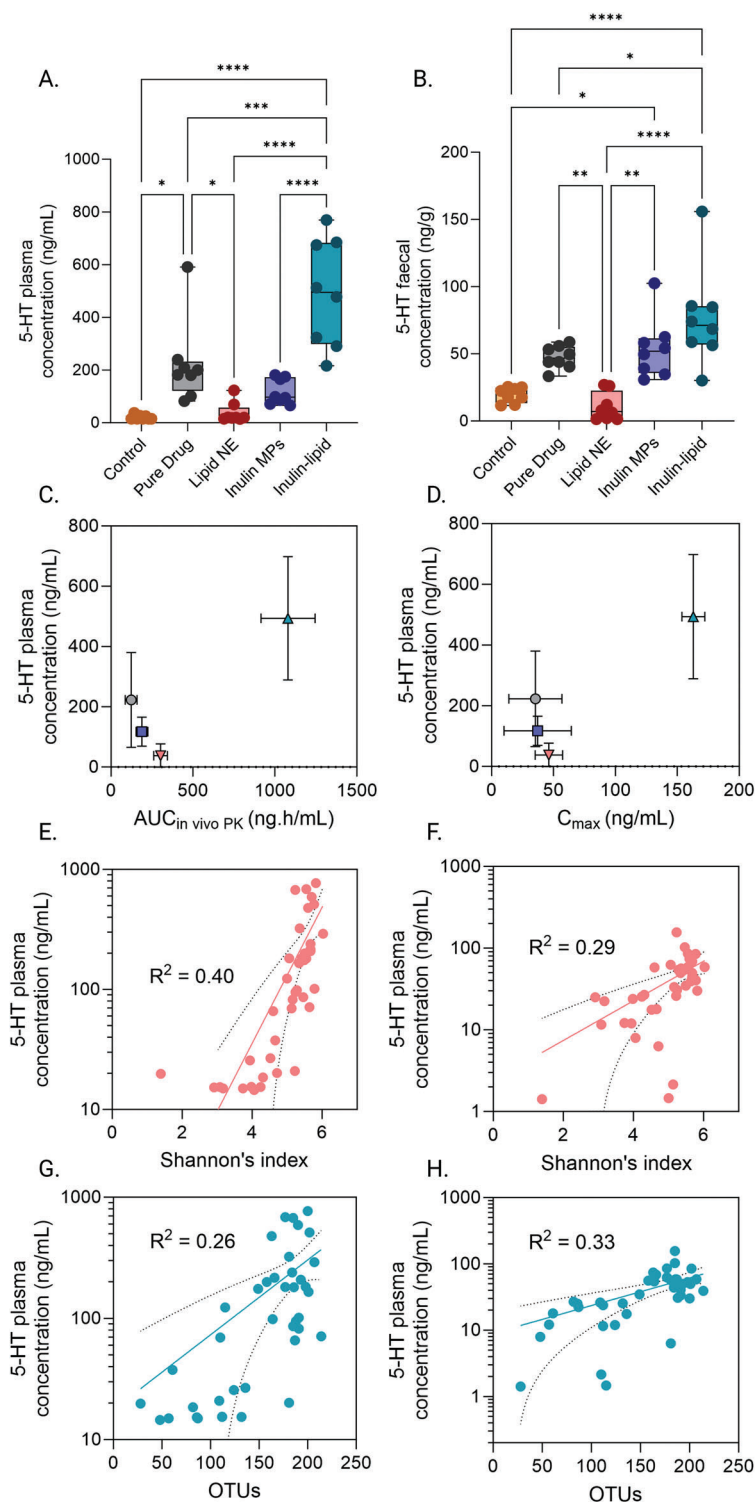 A.
****
***
****
*
*
****
1000
800
600
400
200
0
5-HT plasma
concentration (ng/mL)
Control
Pure Drug
Lipid NE
Inulin MPs
Inulin-lipid
B.
****
*
*
****
**
**
200
150
100
50
0
5-HT faecal
concentration (ng/g)
Control
Pure Drug
Lipid NE
Inulin MPs
Inulin-lipid
C.
800
600
400
200
0
5-HT plasma
concentration (ng/mL)
0 500 1000 1500
AUCin vivo PK (ng.h/mL)
D.
800
600
400
200
0
5-HT plasma
concentration (ng/mL)
0 50 100 150 200
Cmax (ng/mL)
E.
1000
100
10
5-HT plasma
concentration (ng/mL)
R2 = 0.40
0 2 4 6
Shannon's index
F.
1000
100
10
1
5-HT plasma
concentration (ng/mL)
R2 = 0.29
0 2 4 6
Shannon's index
G.
1000
100
10
5-HT plasma
concentration (ng/mL)
R2 = 0.26
0 50 100 150 200 250
OTUs
H.
1000
100
10
1
5-HT plasma
concentration (ng/mL)
R2 = 0.33
0 50 100 150 200 250
OTUs